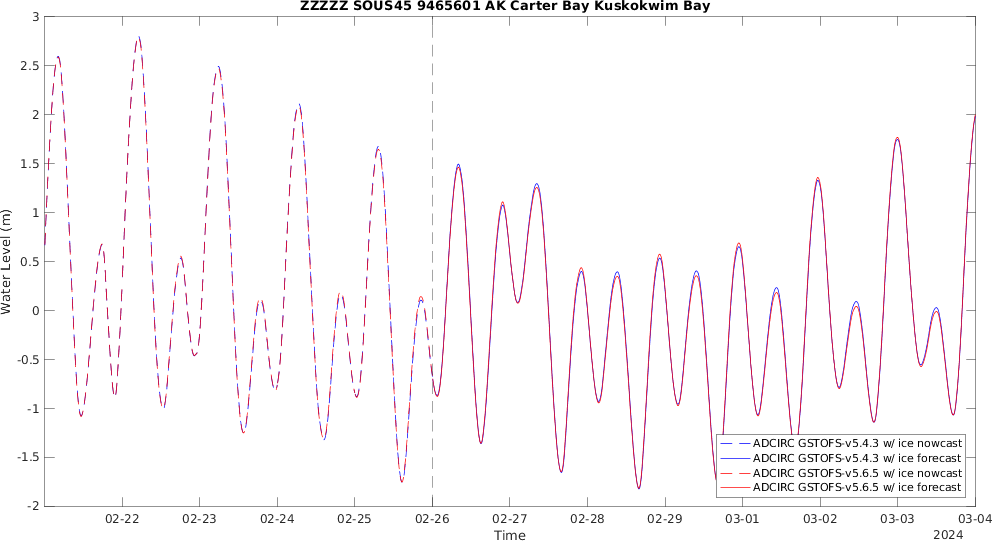 ZZZZZ SOUS45 9465601 AK Carter Bay Kuskokwim Bay
3
2.5
2
1.5
1
0.5
0
-0.5
-1
-1.5
-2
Water Level (m)
ADCIRC GSTOFS-v5.4.3 w/ ice nowcast
ADCIRC GSTOFS-v5.4.3 w/ ice forecast
ADCIRC GSTOFS-v5.6.5 w/ ice nowcast
ADCIRC GSTOFS-v5.6.5 w/ ice forecast
02-22 02-23 02-24 02-25 02-26 02-27 02-28 02-29 03-01 03-02 03-03 03-04
Time
2024